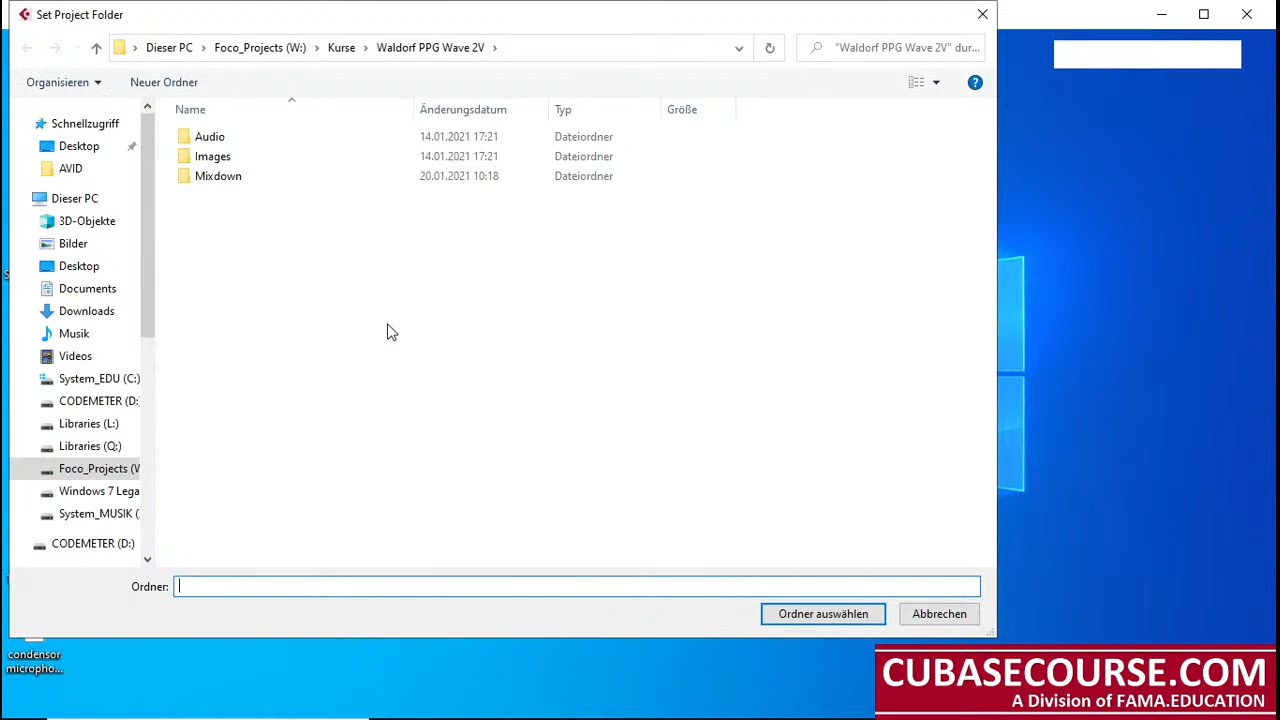 Set Project Folder
Dieser PC > Foco_Projects (W:) > Kurse > Waldorf PPG Wave 2V >
"Waldorf PPG Wave 2V" dur...
Organisieren
Neuer Ordner
Name
Änderungsdatum
Typ
Größe
Audio 14.01.2021 17:21 Dateiordner
Images 14.01.2021 17:21 Dateiordner
Mixdown 20.01.2021 10:18 Dateiordner
Schnellzugriff
Desktop
AVID
Dieser PC
3D-Objekte
Bilder
Desktop
Documents
Downloads
Musik
Videos
System_EDU (C:)
CODEMETER (D:
Libraries (L:)
Libraries (Q:)
Foco_Projects (W
Windows 7 Lega
System_MUSIK (
CODEMETER (D:)
Ordner:
Ordner auswählen
Abbrechen
condensor
micropho...
CUBASECOURSE.COM
A Division of FAMA.EDUCATION